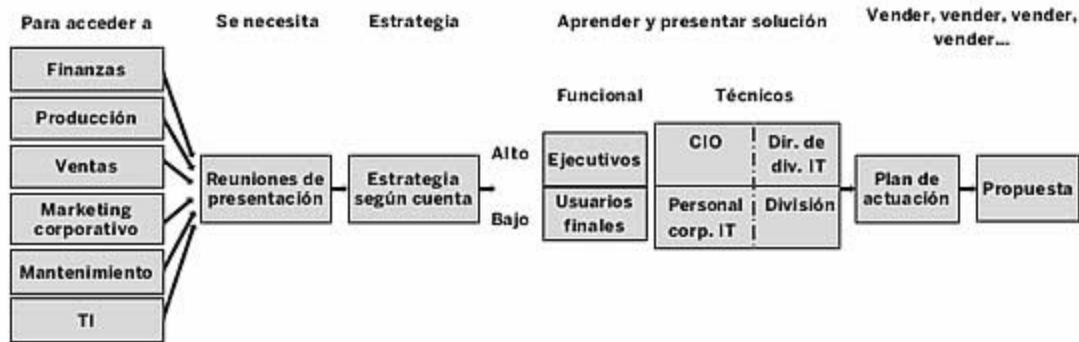 Para acceder a
Se necesita
Estrategia
Aprender y presentar solución
Vender, vender, vender,
vender...
Finanzas
Producción
Ventas
Marketing
corporativo
Mantenimiento
TI
Reuniones de
presentación
Estrategia
según cuenta
Alto
Bajo
Funcional
Técnicos
Ejecutivos
Usuarios
finales
CIO
Dir. de
div. IT
Personal
corp. IT
División
Plan de
actuación
Propuesta